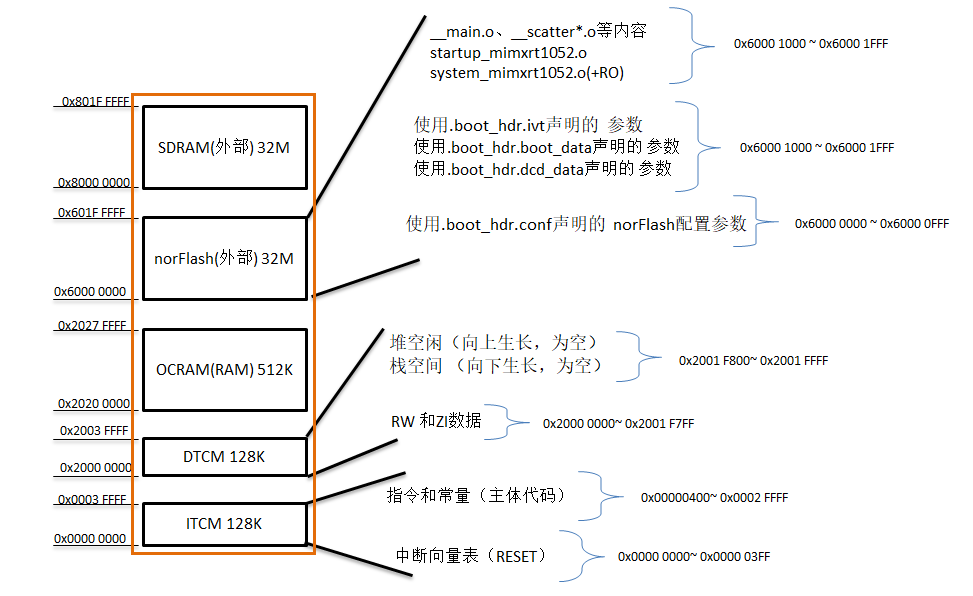 __main.o、__scatter*.o等内容
startup_mimxrt1052.o
system_mimxrt1052.o(+RO)
0x6000 1000 ~ 0x6000 1FFF
使用.boot_hdr.ivt声明的 参数
使用.boot_hdr.boot_data声明的 参数
使用.boot_hdr.dcd_data声明的 参数
0x6000 1000 ~ 0x6000 1FFF
使用.boot_hdr.conf声明的 norFlash配置参数
0x6000 0000 ~ 0x6000 0FFF
0x801F FFFF
SDRAM(外部) 32M
0x8000 0000
0x601F FFFF
norFlash(外部) 32M
0x6000 0000
0x2027 FFFF
OCRAM(RAM) 512K
0x2020 0000
0x2003 FFFF
DTCM 128K
0x2000 0000
0x0003 FFFF
ITCM 128K
0x0000 0000
堆空闲（向上生长，为空）
栈空间 （向下生长，为空）
0x2001 F800~ 0x2001 FFFF
RW 和ZI数据
0x2000 0000~ 0x2001 F7FF
指令和常量（主体代码）
0x00000400~ 0x0002 FFFF
中断向量表（RESET）
0x0000 0000~ 0x0000 03FF